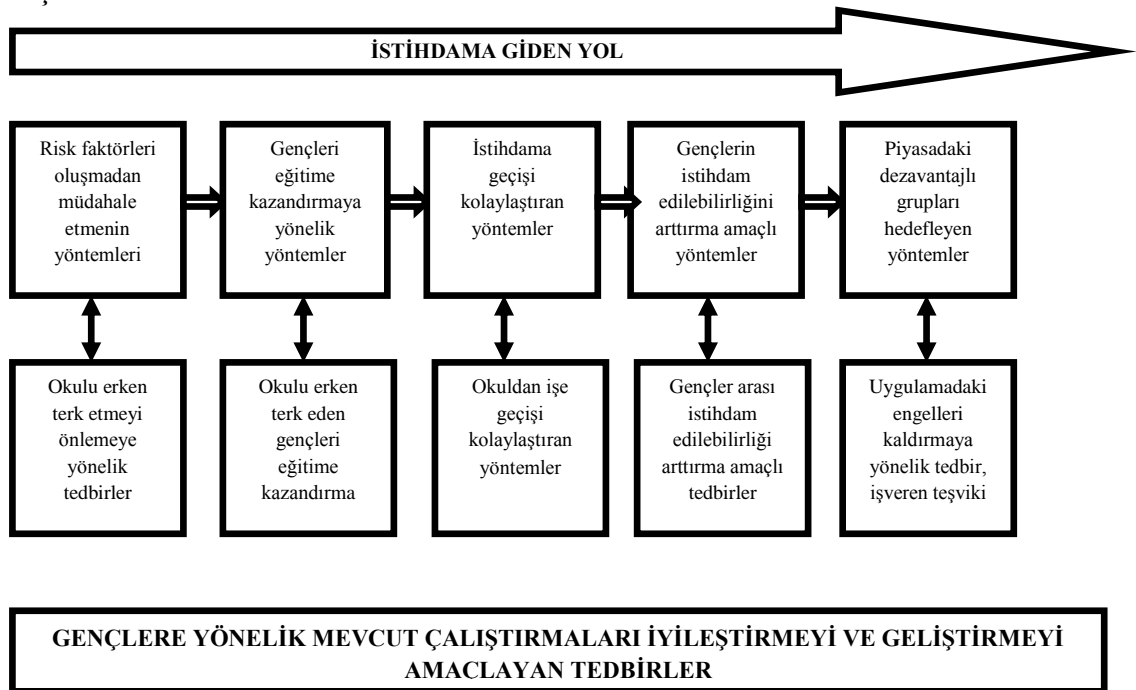 İSTİHDAMA GİDEN YOL
Risk faktörleri
oluşmadan
müdahale
etmenin
yöntemleri
Gençleri
eğitime
kazandırmaya
yönelik
yöntemler
İstihdama
geçişi
kolaylaştıran
yöntemler
Gençlerin
istihdam
edilebilirliğini
arttırma amaçlı
yöntemler
Piyasadaki
dezavantajlı
grupları
hedefleyen
yöntemler
Okulu erken
terk etmeyi
önlemeye
yönelik
tedbirler
Okulu erken
terk eden
gençleri
eğitime
kazandırma
Okuldan işe
geçişi
kolaylaştıran
yöntemler
Gençler arası
istihdam
edilebilirliği
arttırma amaçlı
tedbirler
Uygulamadaki
engelleri
kaldırmaya
yönelik tedbir,
işveren teşviki
GENÇLERE YÖNELİK MEVCUT ÇALIŞTIRMALARI İYİLEŞTİRMEYİ VE GELİŞTİRMEYİ
AMACLAYAN TEDBİRLER